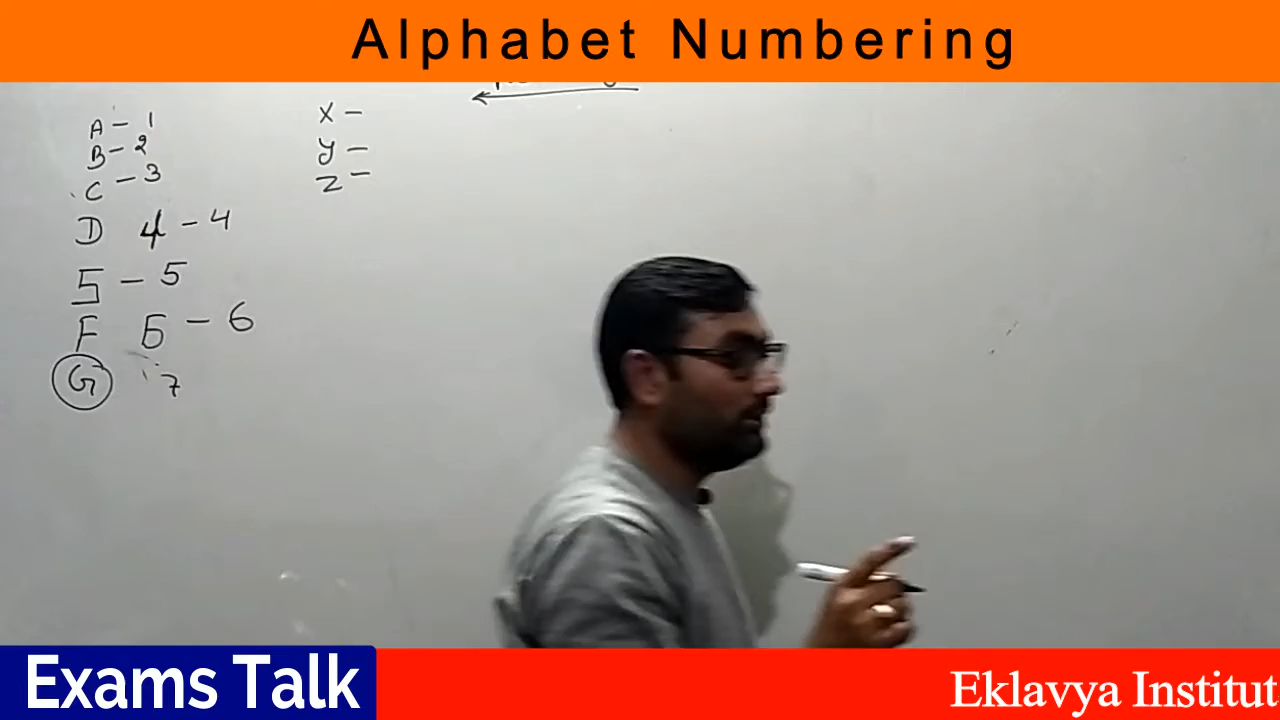 Alphabet Numbering
A - 1
B - 2
C - 3
D 4 - 4
5 - 5
F 6 - 6
G 7
X -
Y -
Z -
Exams Talk
Eklavya Institut